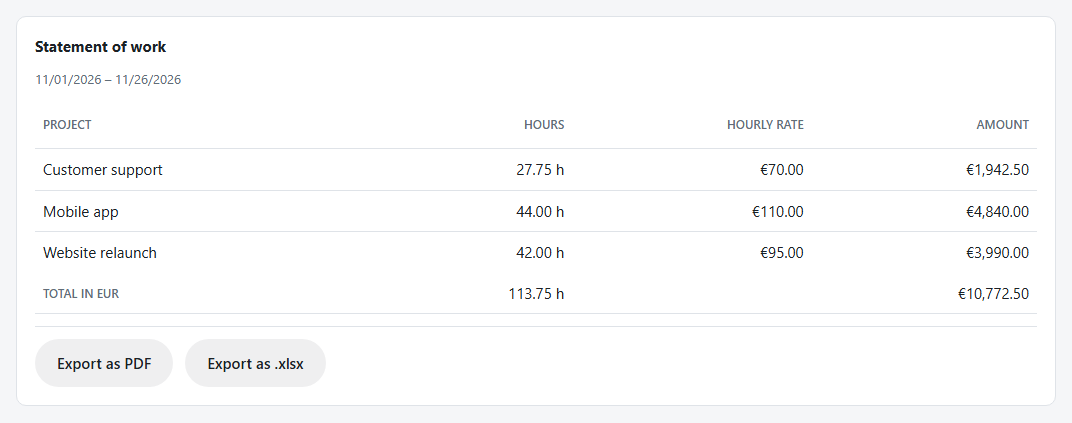 Statement of work
11/01/2026 – 11/26/2026
PROJECT HOURS HOURLY RATE AMOUNT
Customer support 27.75 h €70.00 €1,942.50
Mobile app 44.00 h €110.00 €4,840.00
Website relaunch 42.00 h €95.00 €3,990.00
TOTAL IN EUR 113.75 h €10,772.50
Export as PDF Export as .xlsx